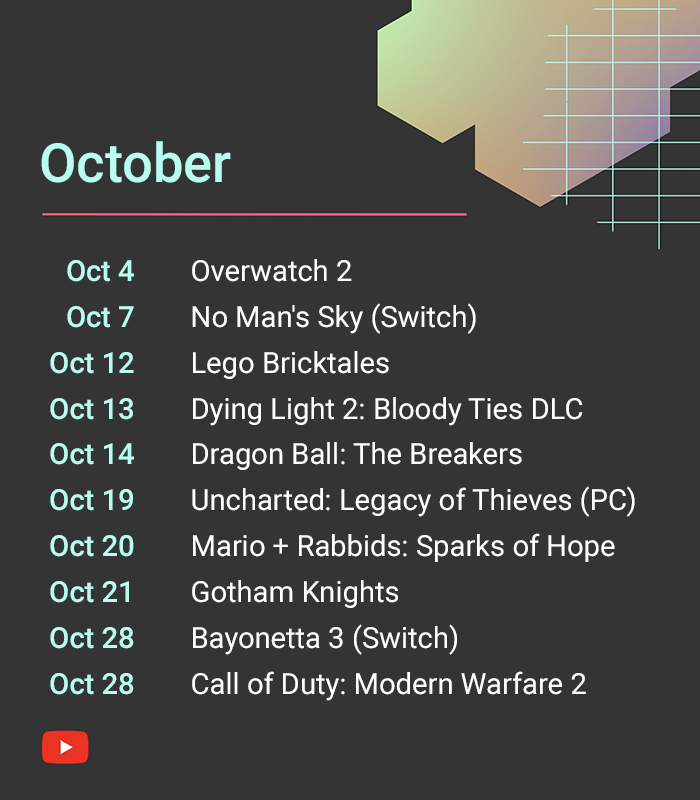 October
Oct 4 Overwatch 2
Oct 7 No Man's Sky (Switch)
Oct 12 Lego Bricktales
Oct 13 Dying Light 2: Bloody Ties DLC
Oct 14 Dragon Ball: The Breakers
Oct 19 Uncharted: Legacy of Thieves (PC)
Oct 20 Mario + Rabbids: Sparks of Hope
Oct 21 Gotham Knights
Oct 28 Bayonetta 3 (Switch)
Oct 28 Call of Duty: Modern Warfare 2